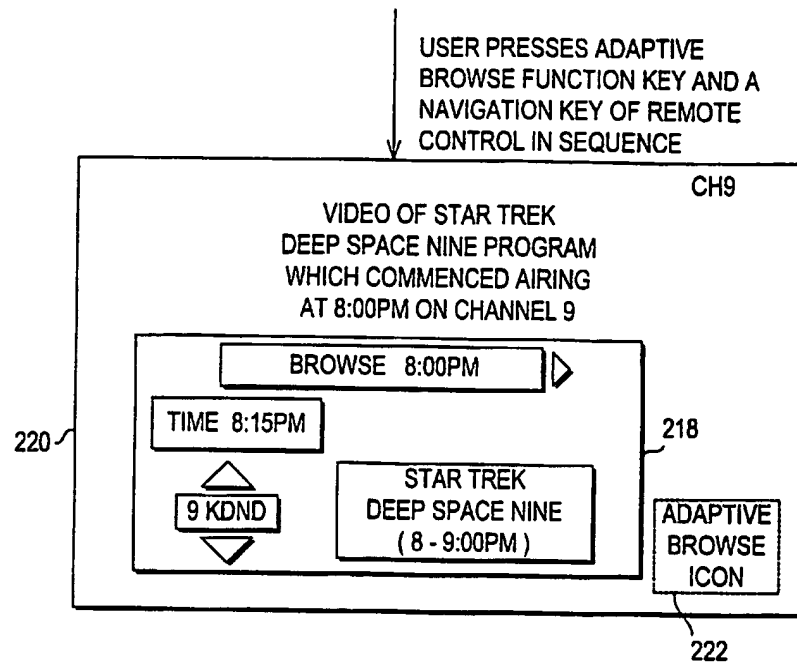 USER PRESSES ADAPTIVE
BROWSE FUNCTION KEY AND A
NAVIGATION KEY OF REMOTE
CONTROL IN SEQUENCE
CH9
VIDEO OF STAR TREK
DEEP SPACE NINE PROGRAM
WHICH COMMENCED AIRING
AT 8:00PM ON CHANNEL 9
BROWSE 8:00PM
TIME 8:15PM
220
218
9 KDND
STAR TREK
DEEP SPACE NINE
( 8 - 9:00PM )
ADAPTIVE
BROWSE
ICON
222